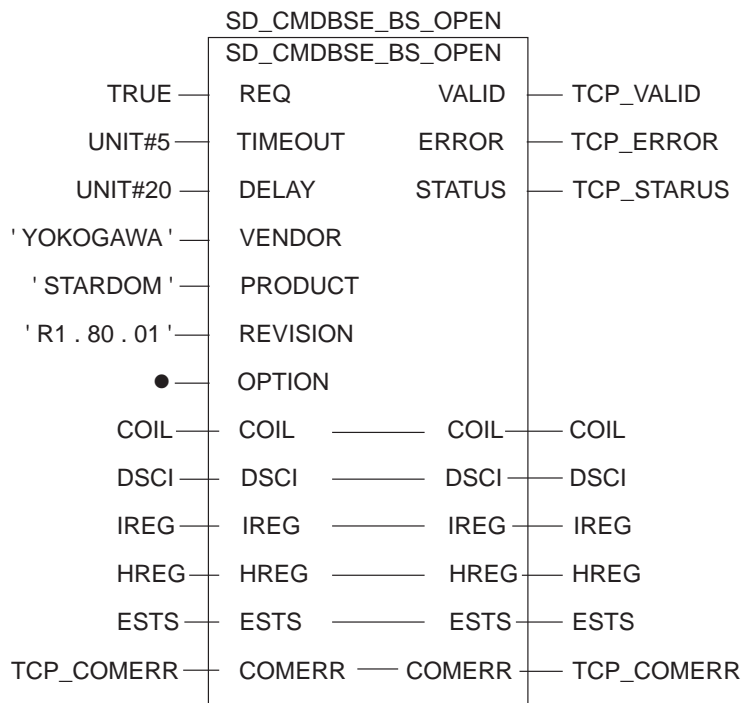 SD_CMDBSE_BS_OPEN
SD_CMDBSE_BS_OPEN
TRUE REQ VALID TCP_VALID
UNIT#5 TIMEOUT ERROR TCP_ERROR
UNIT#20 DELAY STATUS TCP_STARUS
' YOKOGAWA ' VENDOR
' STARDOM ' PRODUCT
' R1 . 80 . 01 ' REVISION
OPTION
COIL COIL COIL COIL
DSCI DSCI DSCI DSCI
IREG IREG IREG IREG
HREG HREG HREG HREG
ESTS ESTS ESTS ESTS
TCP_COMERR COMERR COMERR TCP_COMERR